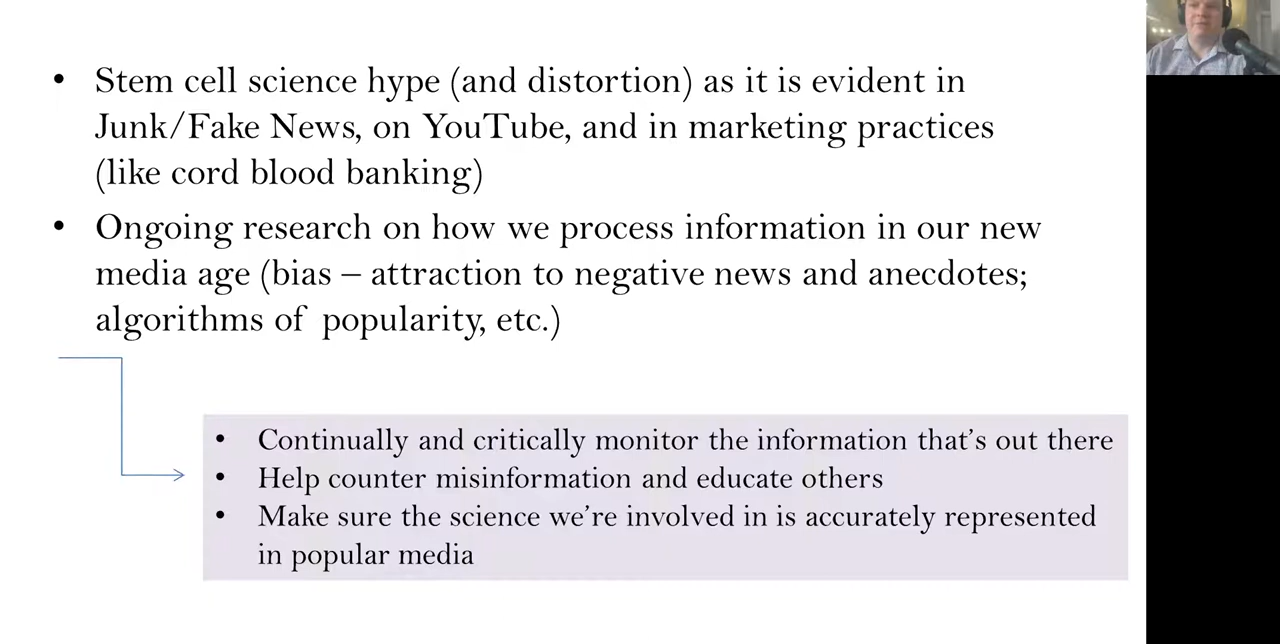 • Stem cell science hype (and distortion) as it is evident in
Junk/Fake News, on YouTube, and in marketing practices
(like cord blood banking)
• Ongoing research on how we process information in our new
media age (bias – attraction to negative news and anecdotes;
algorithms of popularity, etc.)
• Continually and critically monitor the information that's out there
• Help counter misinformation and educate others
• Make sure the science we're involved in is accurately represented
in popular media